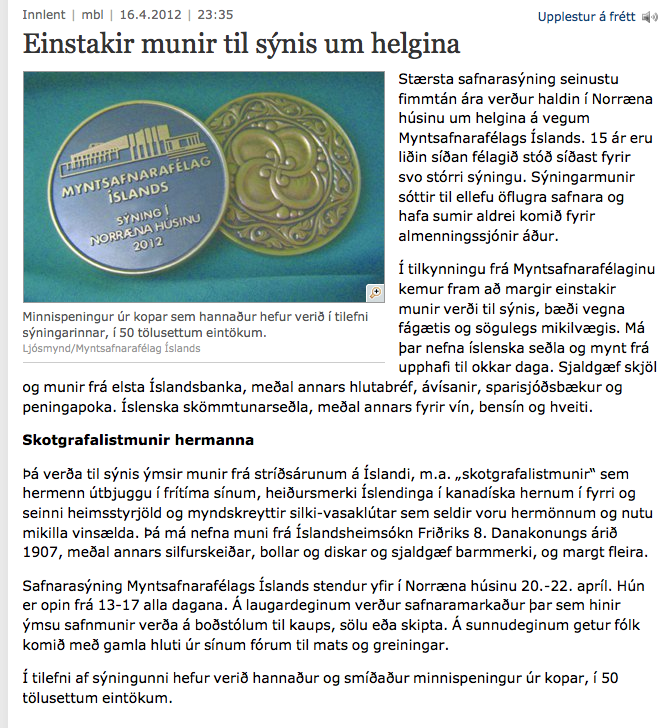 Innlent | mbl | 16.4.2012 | 23:35
Upplestur á frétt
Einstakir munir til sýnis um helgina
MYNTSAFNARAFÉLAG
ÍSLANDS
SÝNING Í
NORRÆNA HÚSINU
2012
Minnispeningur úr kopar sem hannaður hefur verið í tilefni
sýningarinnar, í 50 tölusettum eintökum.
Ljósmynd/Myntsafnarafélag Íslands
Stærsta safnarasýning seinustu
fimmtán ára verður haldin í Norræna
húsinu um helgina á vegum
Myntsafnarafélags Íslands. 15 ár eru
liðin síðan félagið stóð síðast fyrir
svo stórri sýningu. Sýningarmunir
sóttir til ellefu öflugra safnara og
hafa sumir aldrei komið fyrir
almenningssjónir áður.
Í tilkynningu frá Myntsafnarafélaginu
kemur fram að margir einstakir
munir verði til sýnis, bæði vegna
fágætis og sögulegs mikilvægis. Má
þar nefna íslenska seðla og mynt frá
upphafi til okkar daga. Sjaldgæf skjöl
og munir frá elsta Íslandsbanka, meðal annars hlutabréf, ávísanir, sparisjóðsbækur og
peningapoka. Íslenska skömmtunarseðla, meðal annars fyrir vín, bensín og hveiti.
Skotgrafalistmunir hermanna
Þá verða til sýnis ýmsir munir frá stríðsárunum á Íslandi, m.a. „skotgrafalistmunir“ sem
hermenn útbjuggu í frítíma sínum, heiðursmerki Íslendinga í kanadíska hernum í fyrri og
seinni heimsstyrjöld og myndskreyttir silki-vasaklútar sem seldir voru hermönnum og nutu
mikilla vinsælda. Þá má nefna muni frá Íslandsheimsókn Friðriks 8. Danakonungs árið
1907, meðal annars silfurskeiðar, bollar og diskar og sjaldgæf barmmerki, og margt fleira.
Safnarasýning Myntsafnarafélags Íslands stendur yfir í Norræna húsinu 20.-22. apríl. Hún
er opin frá 13-17 alla dagana. Á laugardeginum verður safnaramarkaður þar sem hinir
ýmsu safnmunir verða á boðstólum til kaups, sölu eða skipta. Á sunnudeginum getur fólk
komið með gamla hluti úr sínum fórum til mats og greiningar.
Í tilefni af sýningunni hefur verið hannaður og smíðaður minnispeningur úr kopar, í 50
tölusettum eintökum.